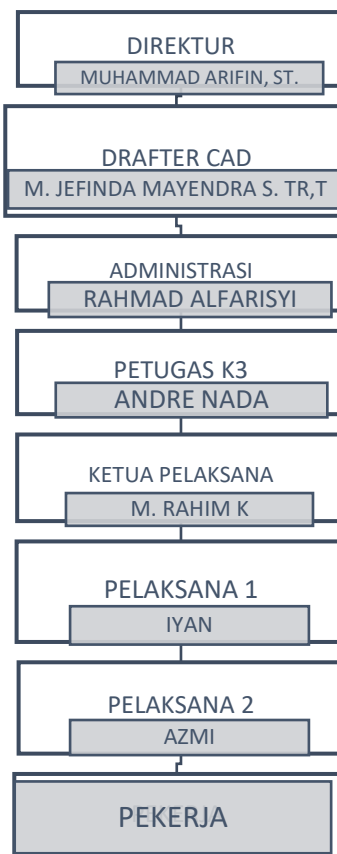 DIREKTUR
MUHAMMAD ARIFIN, ST.
DRAFTER CAD
M. JEFINDA MAYENDRA S. TR,T
ADMINISTRASI
RAHMAD ALFARISYI
PETUGAS K3
ANDRE NADA
KETUA PELAKSANA
M. RAHIM K
PELAKSANA 1
IYAN
PELAKSANA 2
AZMI
PEKERJA